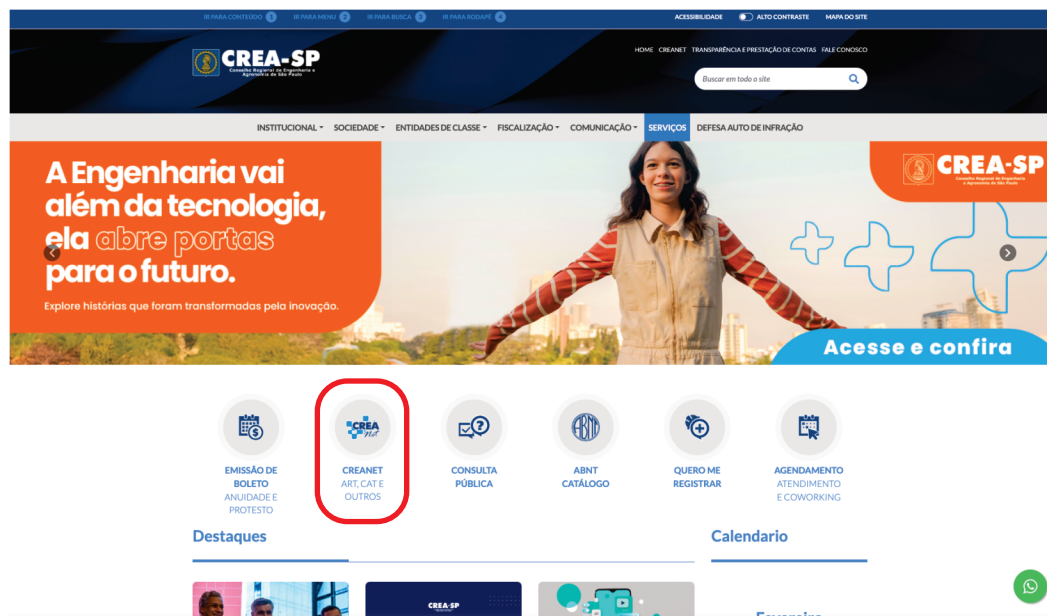 IR PARA CONTEÚDO 1 IR PARA MENU 2 IR PARA BUSCA 3 IR PARA RODAPÉ 4 ACESSIBILIDADE ALTO CONTRASTE MAPA DO SITE
CREA-SP
Conselho Regional de Engenharia e
Agronomia de São Paulo
HOME CREANET TRANSPARÊNCIA E PRESTAÇÃO DE CONTAS FALE CONOSCO
Buscar em todo o site
INSTITUCIONAL SOCIEDADE ENTIDADES DE CLASSE FISCALIZAÇÃO COMUNICAÇÃO SERVIÇOS DEFESA AUTO DE INFRAÇÃO
A Engenharia vai
além da tecnologia,
ela abre portas
para o futuro.
Explore histórias que foram transformadas pela inovação.
CREA-SP
Conselho Regional de Engenharia
e Agronomia de São Paulo
Acesse e confira
CREA
Net
ABNT
EMISSÃO DE
BOLETO
ANUIDADE E
PROTESTO
CREANET
ART, CAT E
OUTROS
CONSULTA
PÚBLICA
ABNT
CATÁLOGO
QUERO ME
REGISTRAR
AGENDAMENTO
ATENDIMENTO
E COWORKING
Destaques
Calendario
CREA-SP